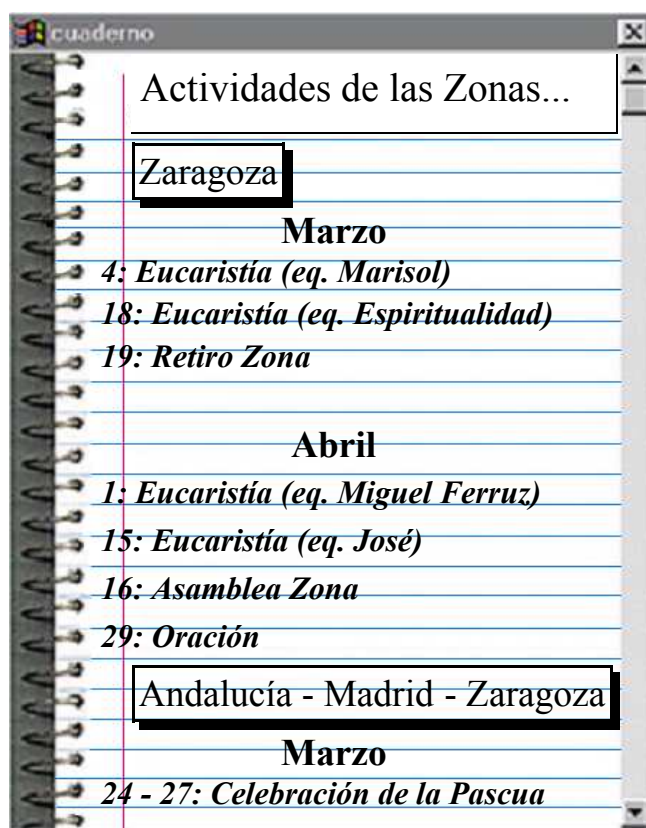 cuaderno
Actividades de las Zonas...
Zaragoza
Marzo
4: Eucaristía (eq. Marisol)
18: Eucaristía (eq. Espiritualidad)
19: Retiro Zona
Abril
1: Eucaristía (eq. Miguel Ferruz)
15: Eucaristía (eq. José)
16: Asamblea Zona
29: Oración
Andalucía - Madrid - Zaragoza
Marzo
24 - 27: Celebración de la Pascua